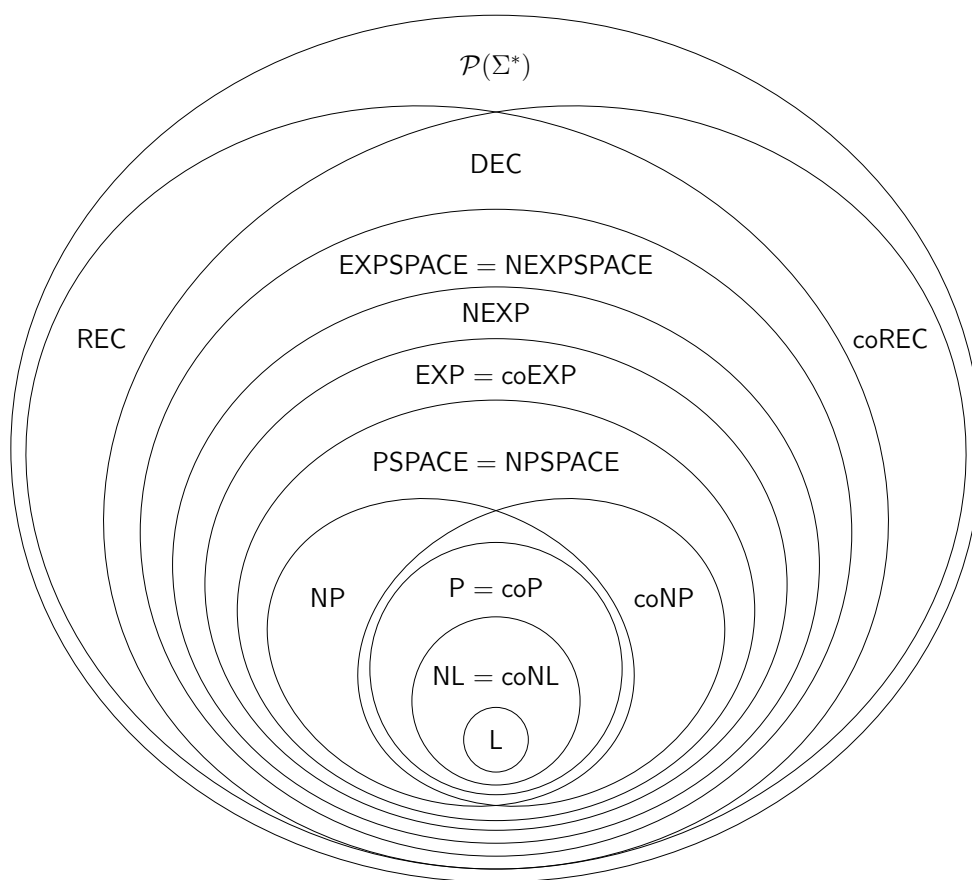 𝒫(Σ*)
DEC
EXPSPACE = NEXPSPACE
NEXP
REC
coREC
EXP = coEXP
PSPACE = NPSPACE
NP
P = coP
coNP
NL = coNL
L